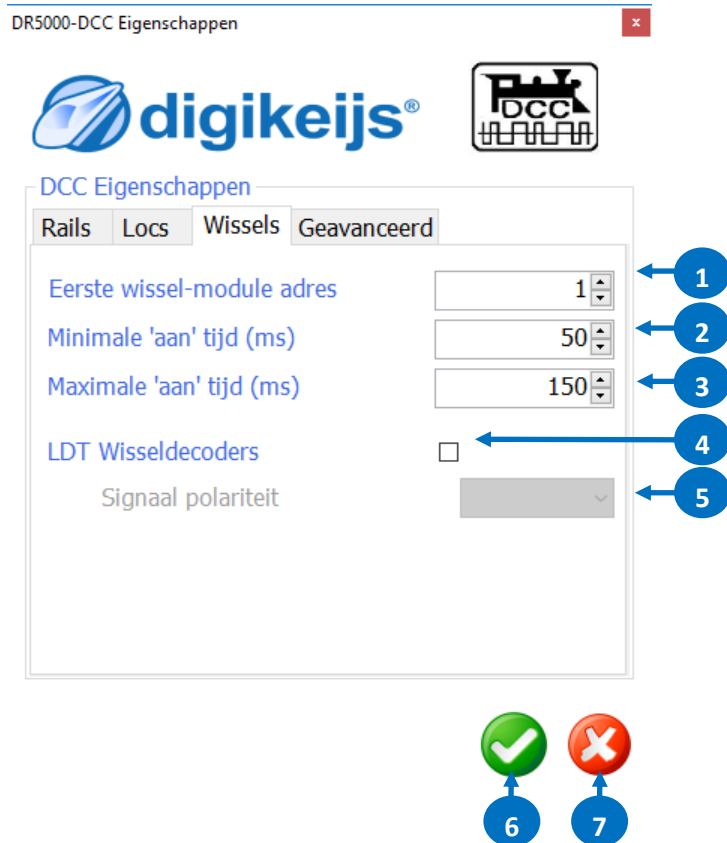 DR5000-DCC Eigenschappen x
digikeijs®
DCC
DCC Eigenschappen
Rails Locs Wissels Geavanceerd
Eerste wissel-module adres 1 1
Minimale 'aan' tijd (ms) 50 2
Maximale 'aan' tijd (ms) 150 3
LDT Wisseldecoders 4
Signaal polariteit 5
6 7